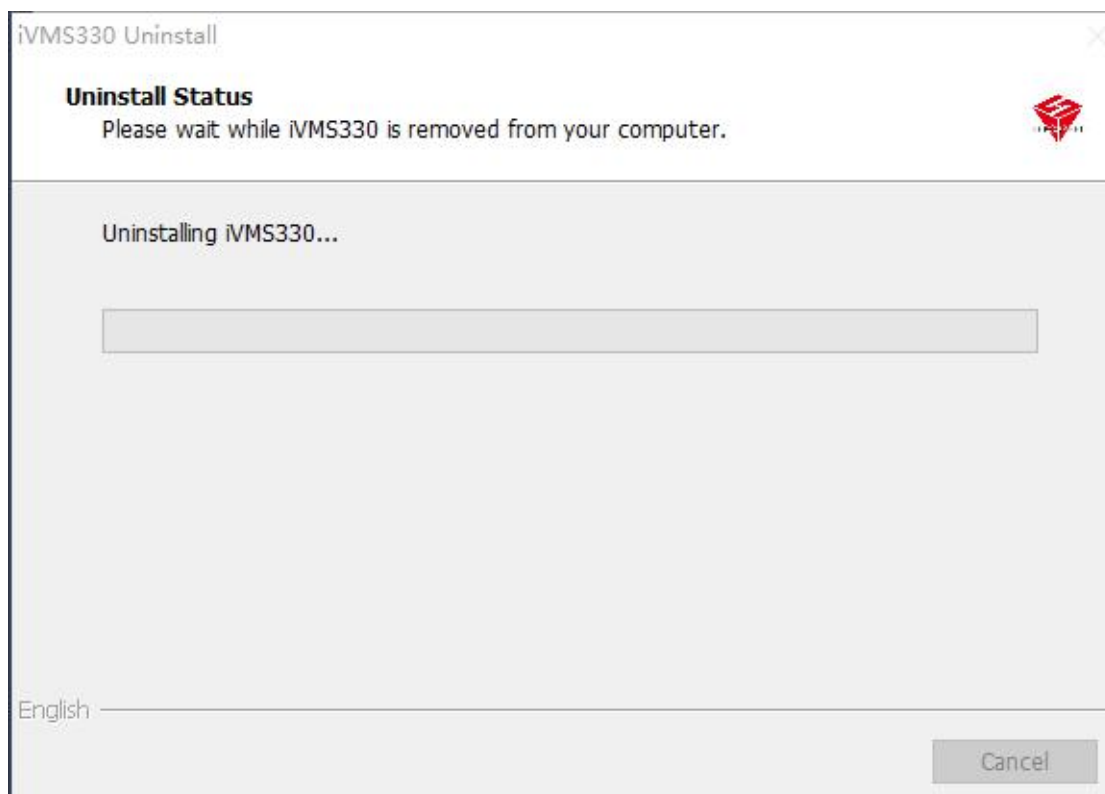 iVMS330 Uninstall
Uninstall Status
Please wait while iVMS330 is removed from your computer.
Uninstalling iVMS330...
English
Cancel